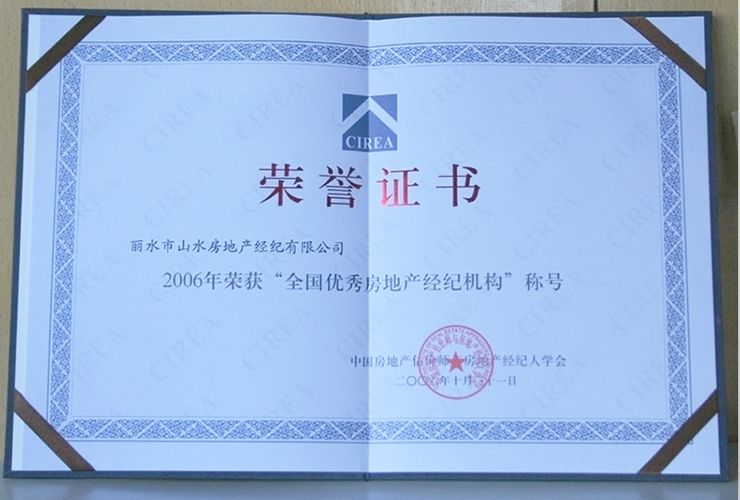 CIREA
荣誉证书
丽水市山水房地产经纪有限公司
2006年荣获“全国优秀房地产经纪机构”称号
中国房地产估价师 房地产经纪人学会
二〇〇 年十月 十一日